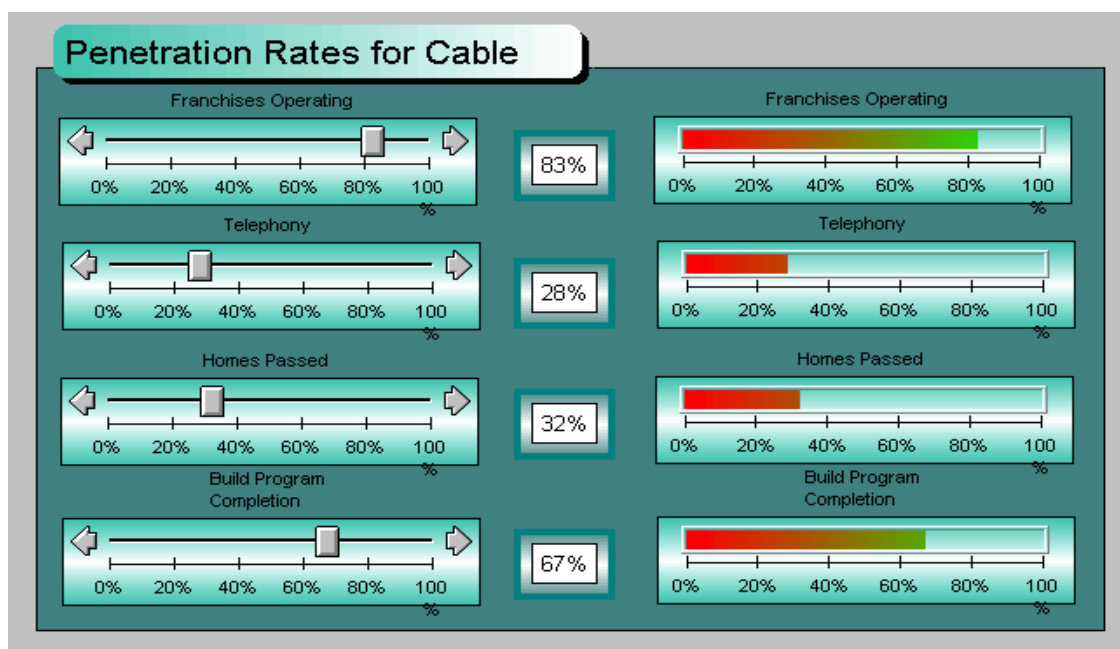 Penetration Rates for Cable
Franchises Operating
Franchises Operating
83%
0% 20% 40% 60% 80% 100
%
0% 20% 40% 60% 80% 100
%
Telephony
Telephony
28%
0% 20% 40% 60% 80% 100
%
0% 20% 40% 60% 80% 100
%
Homes Passed
Homes Passed
32%
0% 20% 40% 60% 80% 100
%
0% 20% 40% 60% 80% 100
%
Build Program
Completion
Build Program
Completion
67%
0% 20% 40% 60% 80% 100
%
0% 20% 40% 60% 80% 100
%